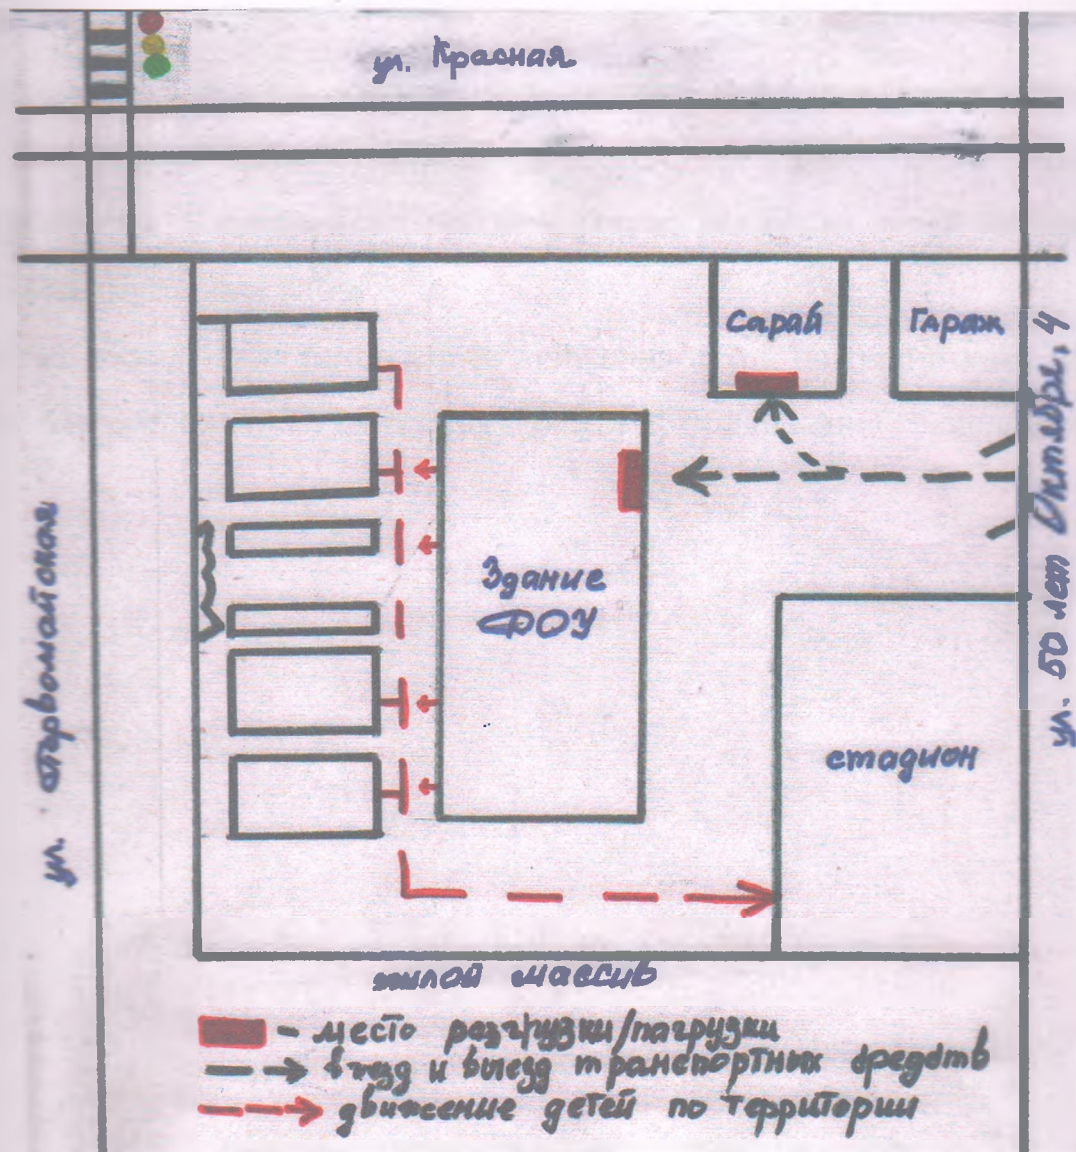 ул. Красная
Сарай
Гараж
ул. 50 лет Октября, 4
ул. Первомайская
Здание
ДОУ
стадион
жилой массив
- место разгрузки/погрузки
въезд и выезд транспортных средств
движение детей по территории